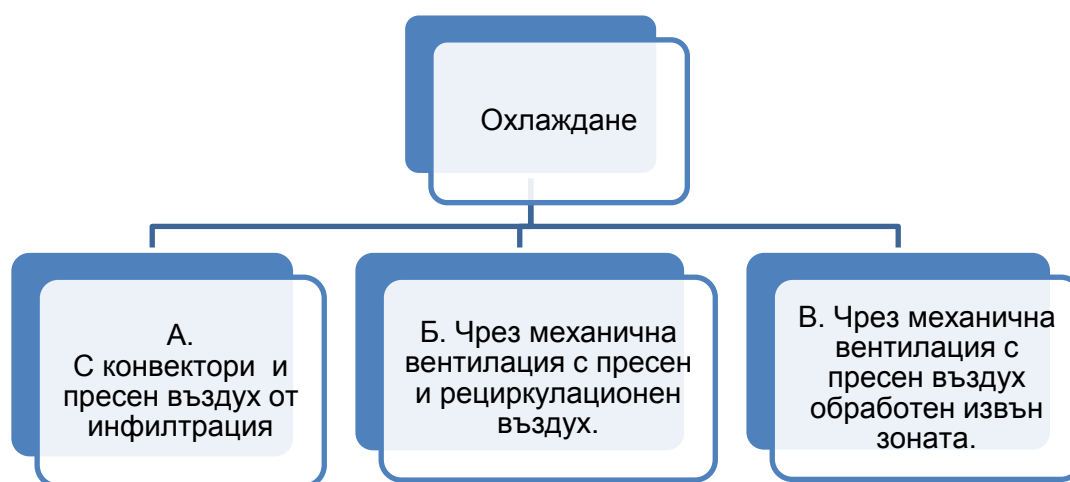 Охлаждане
А.
С конвектори и
пресен въздух от
инфилтрация
Б. Чрез механична
вентилация с пресен
и рециркулационен
въздух.
В. Чрез механична
вентилация с
пресен въздух
обработен извън
зоната.